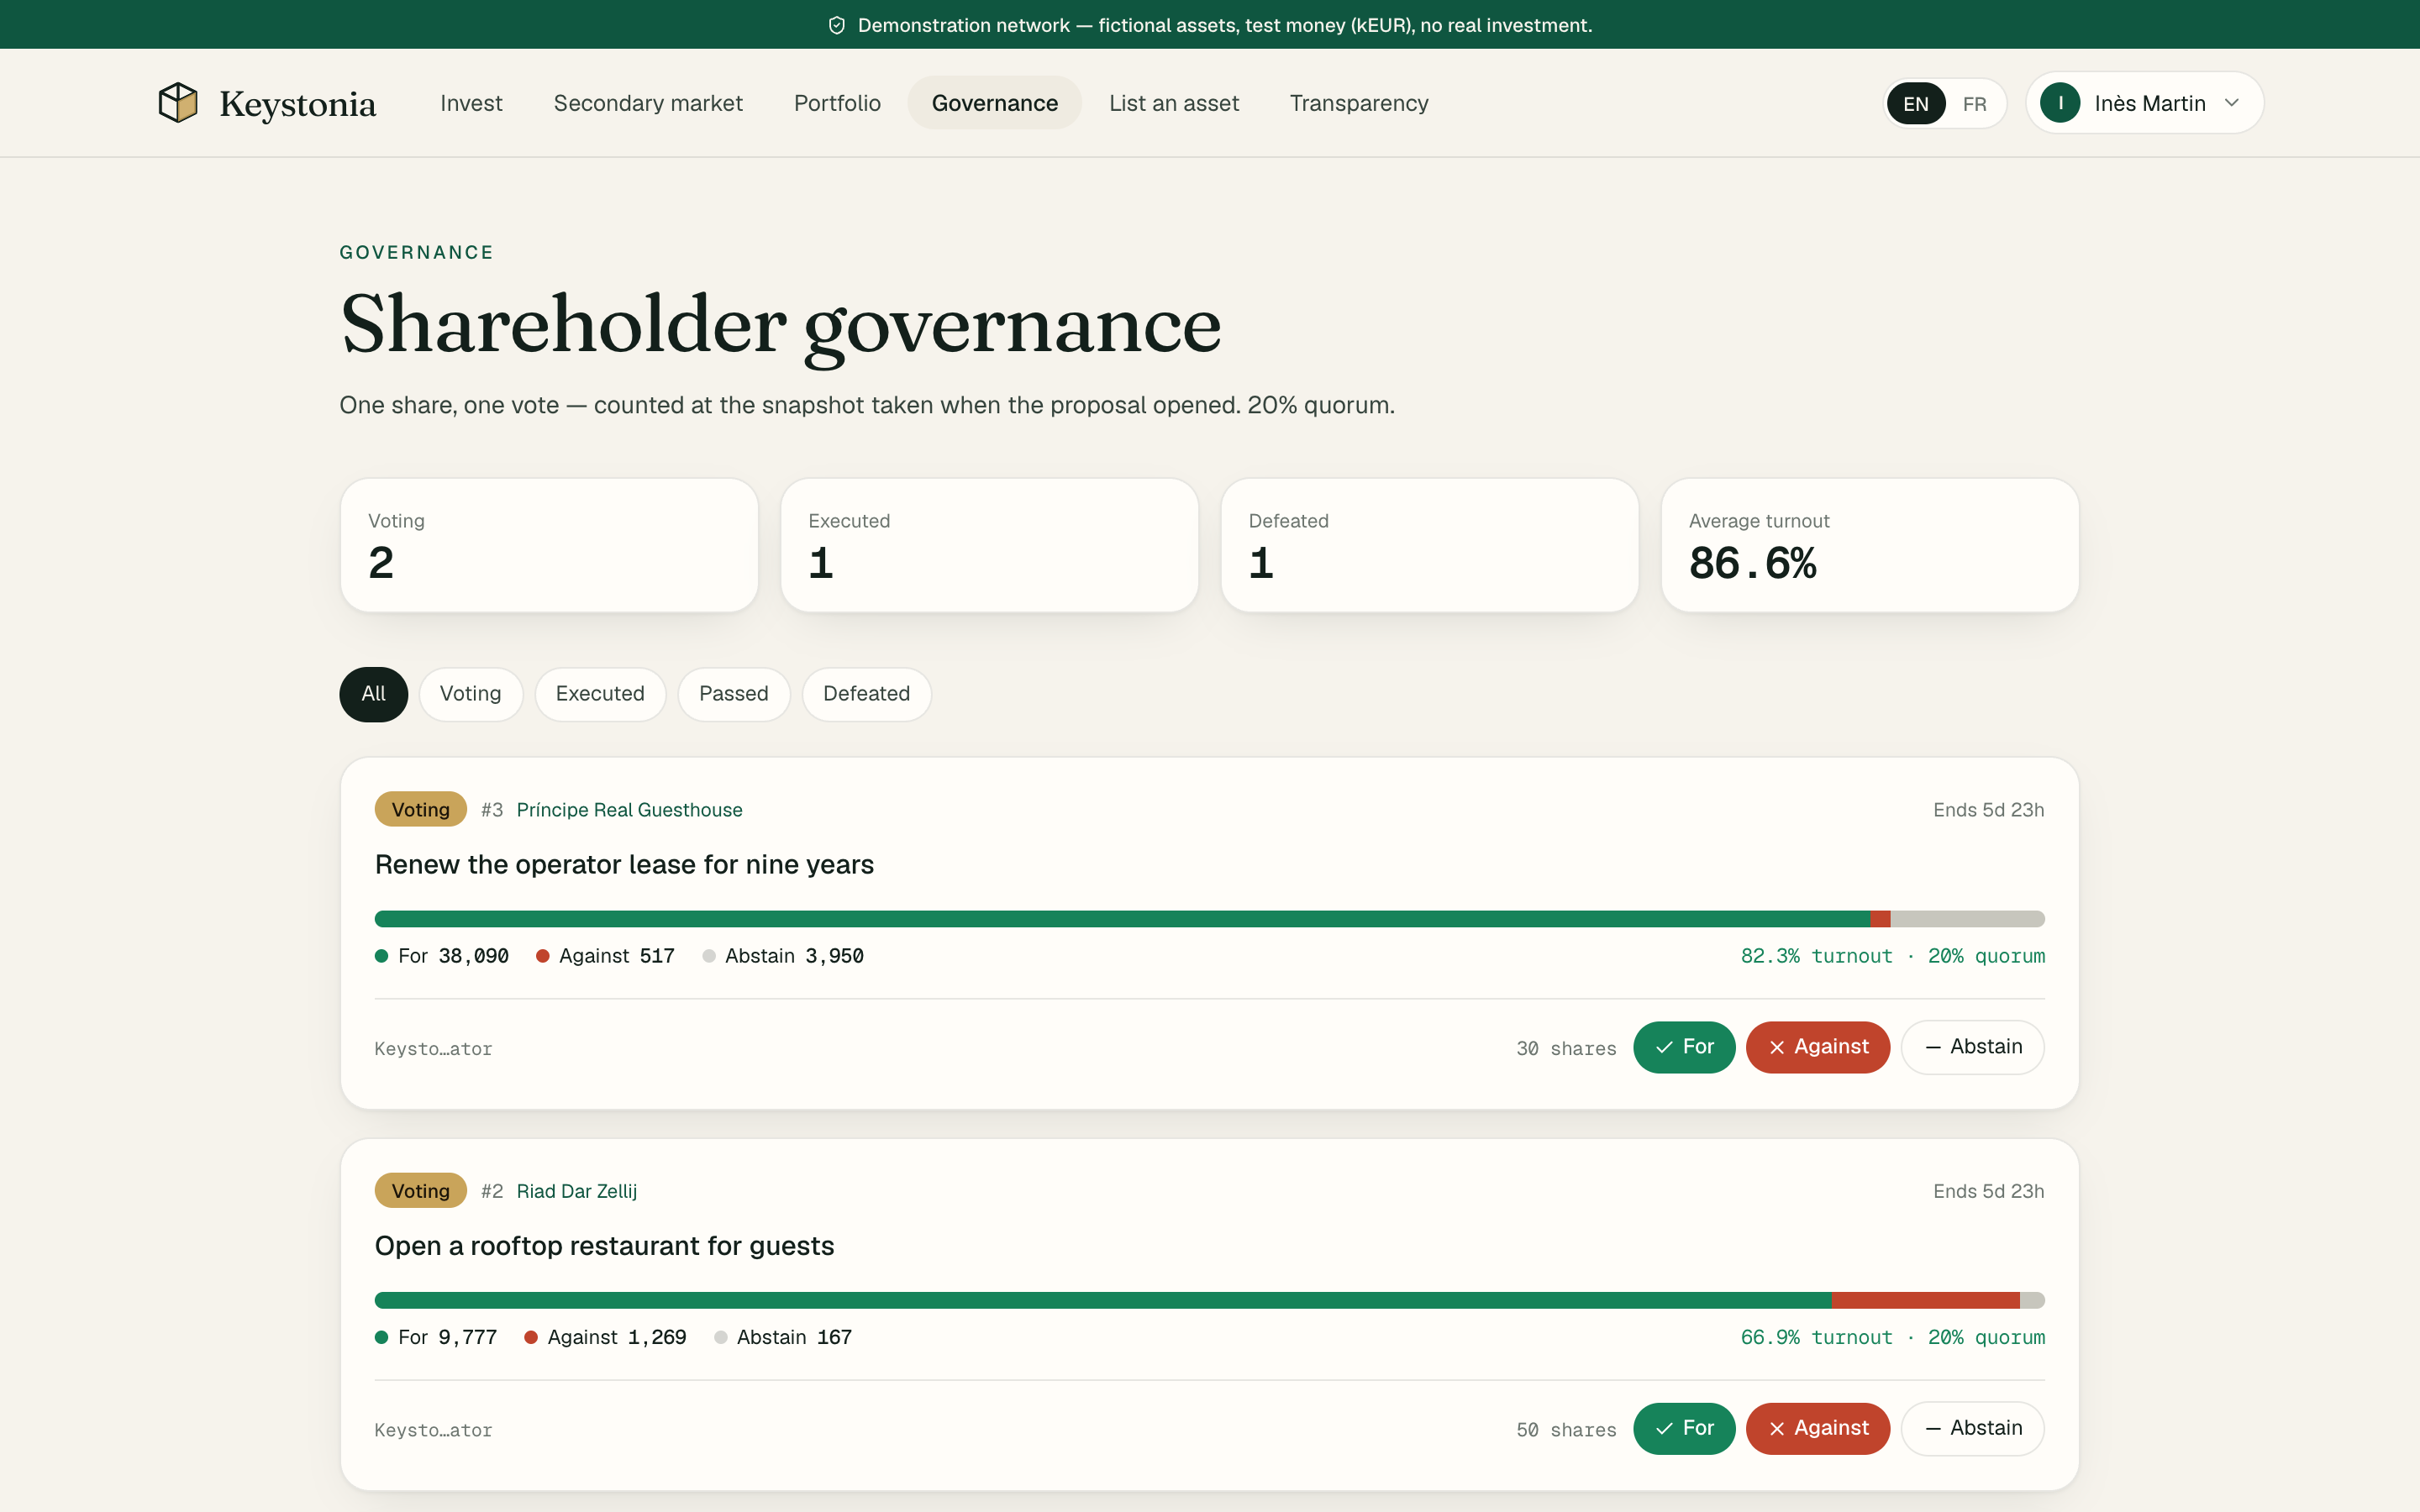 Demonstration network — fictional assets, test money (kEUR), no real investment.
Keystonia Invest Secondary market Portfolio Governance List an asset Transparency EN FR I Inès Martin
GOVERNANCE
Shareholder governance
One share, one vote — counted at the snapshot taken when the proposal opened. 20% quorum.
Voting Executed Defeated Average turnout
2 1 1 86.6%
All Voting Executed Passed Defeated
Voting #3 Príncipe Real Guesthouse Ends 5d 23h
Renew the operator lease for nine years
For 38,090 Against 517 Abstain 3,950 82.3% turnout · 20% quorum
Keysto…ator 30 shares For Against Abstain
Voting #2 Riad Dar Zellij Ends 5d 23h
Open a rooftop restaurant for guests
For 9,777 Against 1,269 Abstain 167 66.9% turnout · 20% quorum
Keysto…ator 50 shares For Against Abstain